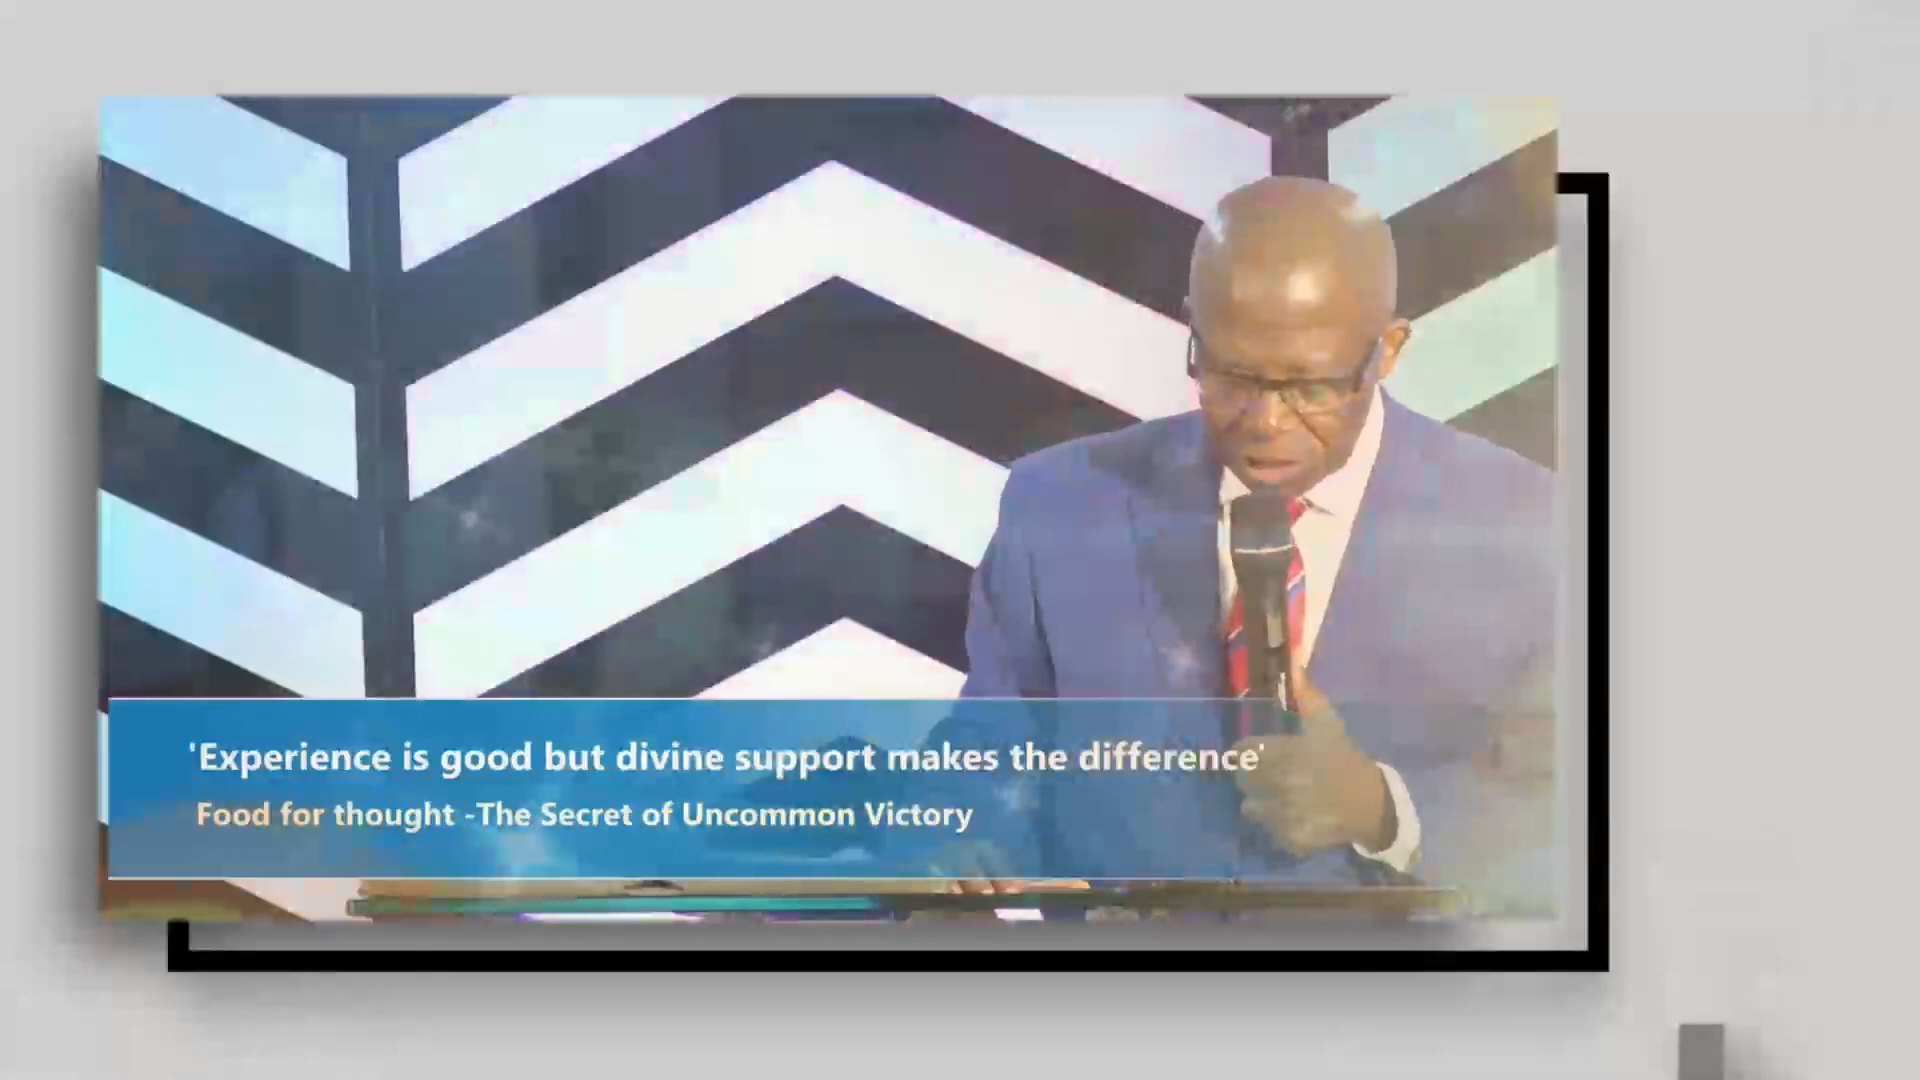 'Experience is good but divine support makes the difference'
Food for thought -The Secret of Uncommon Victory